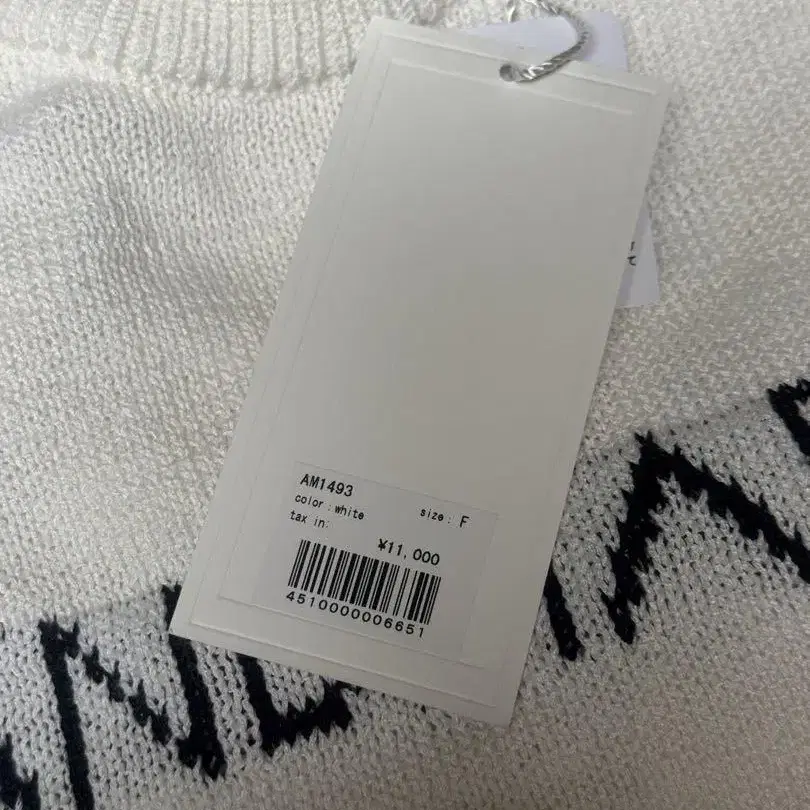 AM1493
color : white size : F
tax in:
¥11,000
4510000006651